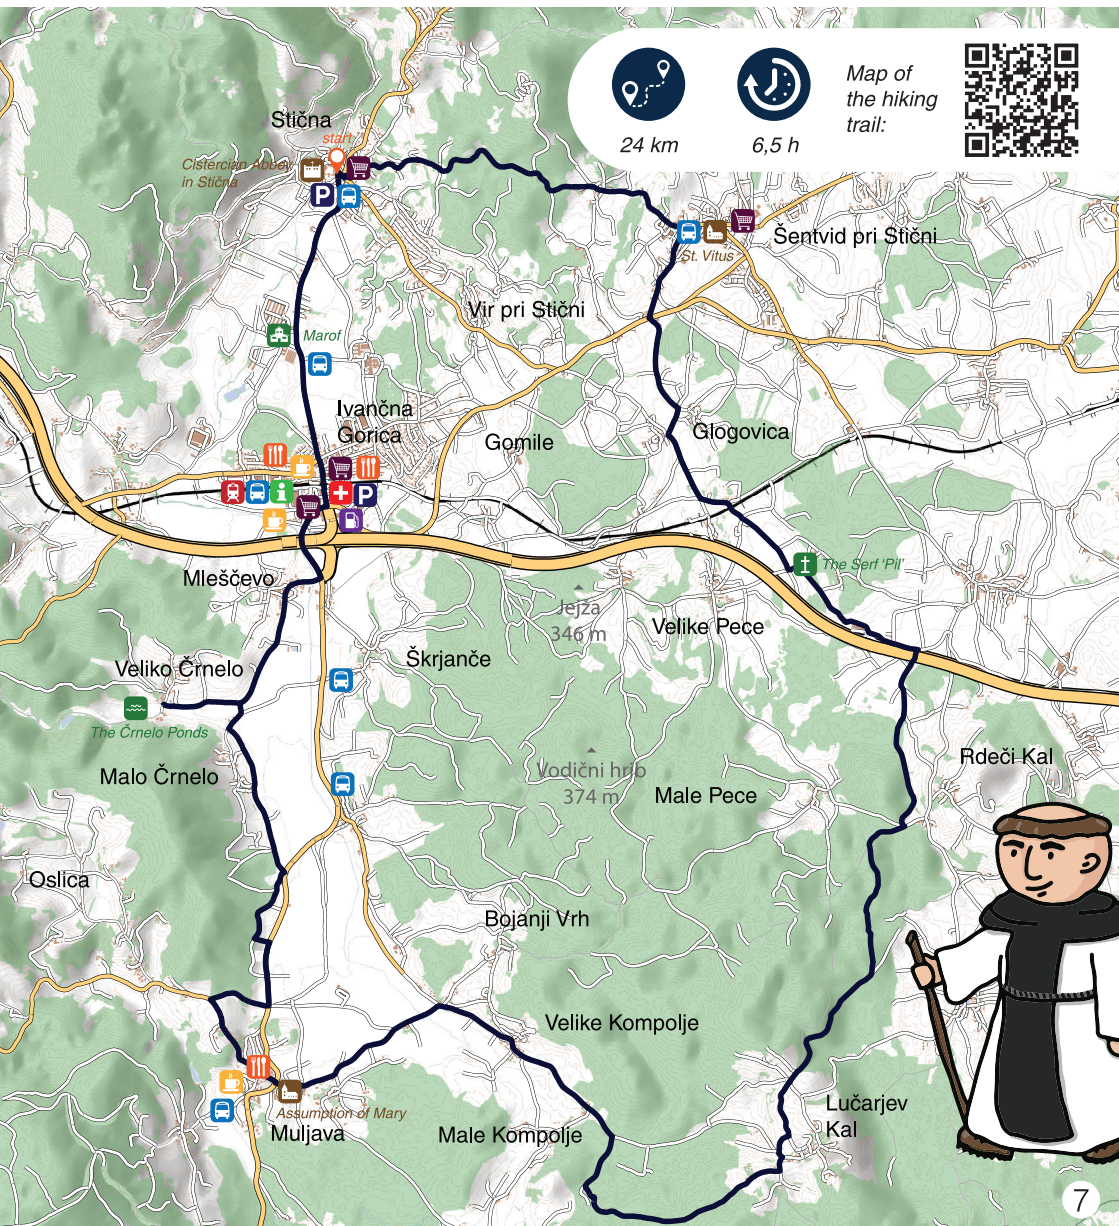 24 km
6,5 h
Map of
the hiking
trail:
Stična
start
Cistercian Abbey
in Stična
P
Šentvid pri Stični
St. Vitus
Vir pri Stični
Marof
Ivančna
Gorica
Gomile
Glogovica
P
The Serf ‘Pil’
Mleščevo
Jejža
346 m
Velike Pece
Škrjanče
Veliko Črnelo
The Črnelo Ponds
Malo Črnelo
Vodični hrib
374 m
Male Pece
Rdeči Kal
Oslica
Bojanji Vrh
Velike Kompolje
Lučarjev
Kal
Assumption of Mary
Muljava
Male Kompolje
7